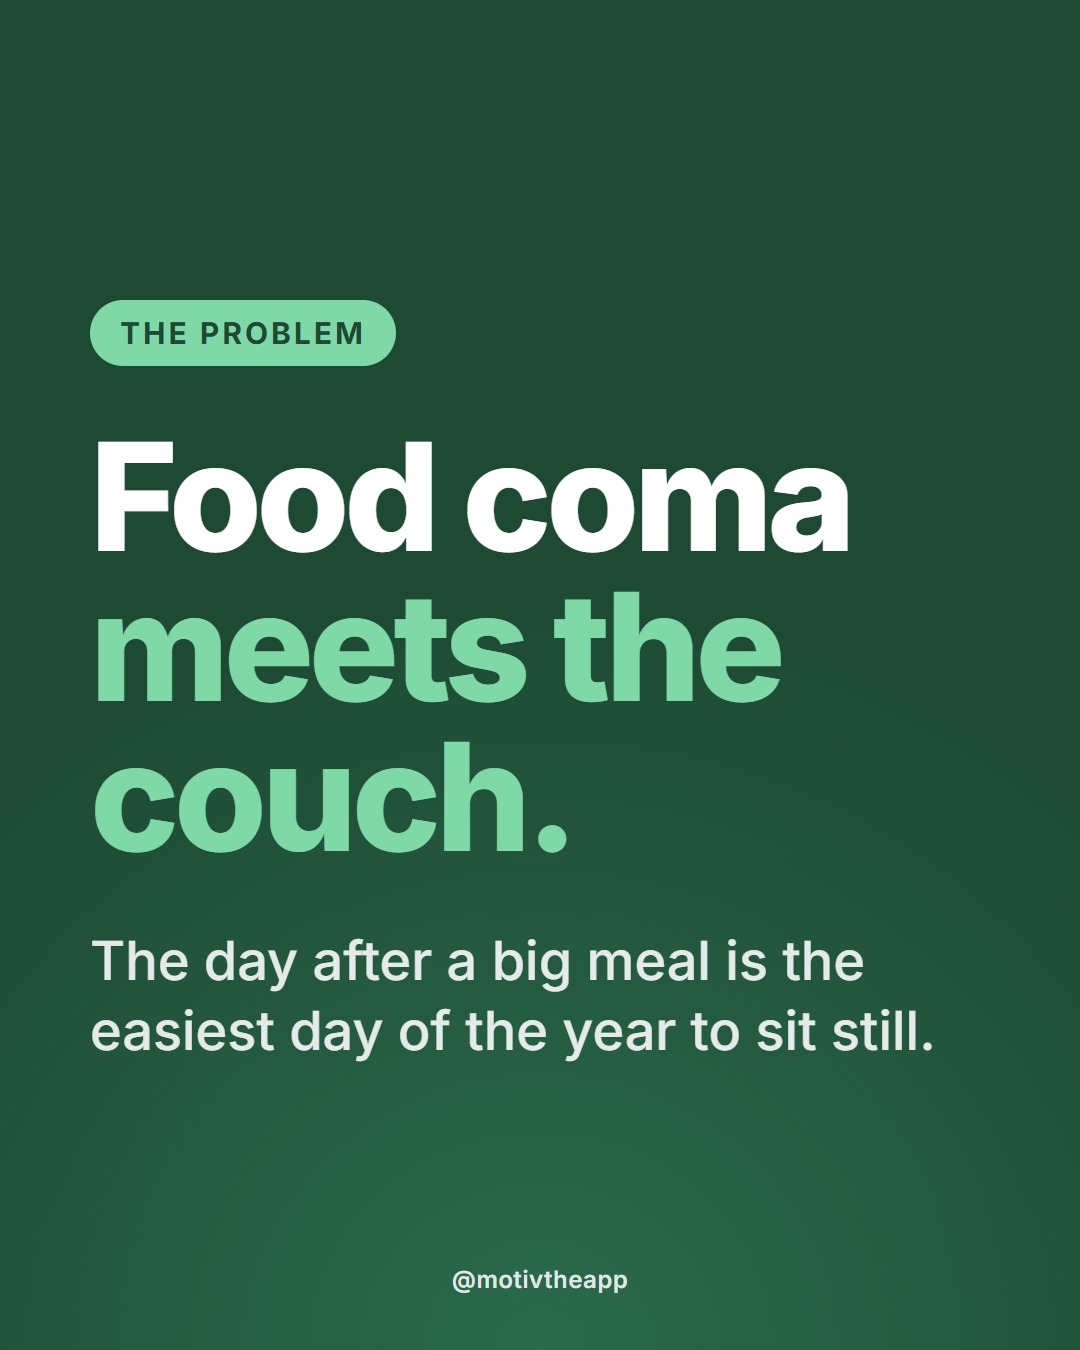 THE PROBLEM
Food coma
meets the
couch.
The day after a big meal is the
easiest day of the year to sit still.
@motivtheapp